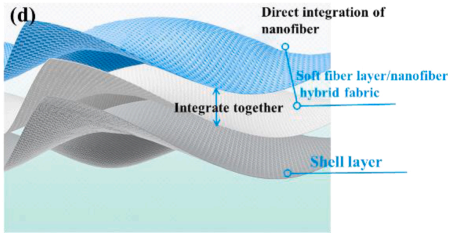 (d)
Direct integration of
nanofiber
Soft fiber layer/nanofiber
hybrid fabric
Integrate together
Shell layer